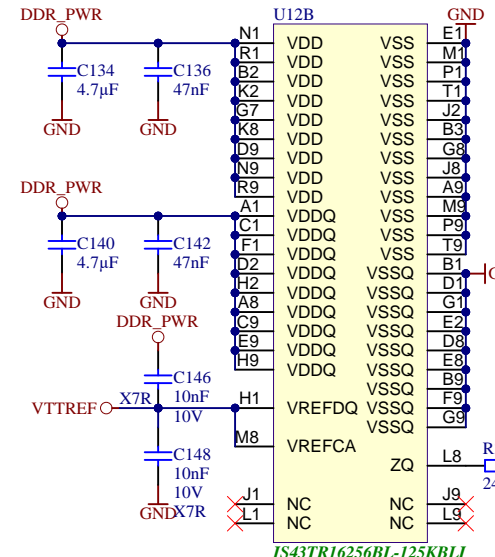 DDR_PWR
U12B
GND
N1 VDD VSS E1
R1 VDD VSS M1
B2 VDD VSS P1
K2 VDD VSS T1
G7 VDD VSS J2
K8 VDD VSS B3
D9 VDD VSS G8
N9 VDD VSS J8
R9 VDD VSS A9
A1 VDDQ VSS M9
C1 VDDQ VSS P9
F1 VDDQ VSS T9
D2 VDDQ VSSQ B1
H2 VDDQ VSSQ D1
A8 VDDQ VSSQ G1
C9 VDDQ VSSQ E2
E9 VDDQ VSSQ D8
H9 VDDQ VSSQ E8
VSSQ B9
H1 VREFDQ VSSQ F9
VSSQ G9
M8 VREFCA
ZQ L8
J1 NC NC J9
L1 NC NC L9
IS43TR16256BL-125KBLI
C134
4.7µF
GND
C136
47nF
GND
DDR_PWR
C140
4.7µF
GND
C142
47nF
GND
DDR_PWR
C146
10nF
10V
X7R
VTTREF
C148
10nF
10V
X7R
GND